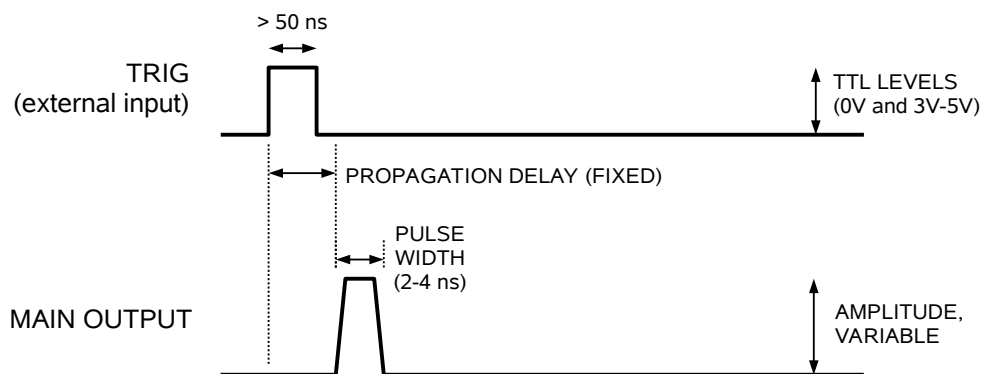 > 50 ns
TRIG
(external input)
TTL LEVELS
(0V and 3V-5V)
PROPAGATION DELAY (FIXED)
PULSE
WIDTH
(2-4 ns)
MAIN OUTPUT
AMPLITUDE,
VARIABLE